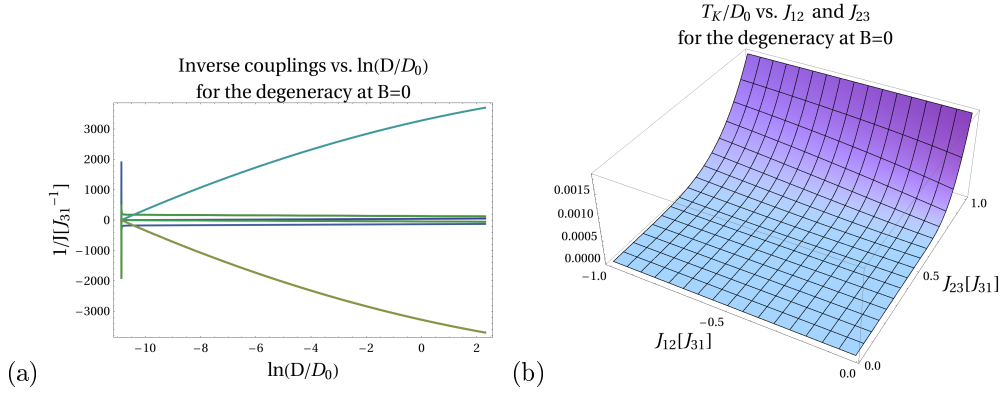 Inverse couplings vs. ln(D/D₀)
for the degeneracy at B=0
3000
2000
1000
0
−1000
−2000
−3000
1/J[J₃₁⁻¹]
−10
−8
−6
−4
−2
0
2
ln(D/D₀)
(a)
T_K/D₀ vs. J₁₂ and J₂₃
for the degeneracy at B=0
0.0015
0.0010
0.0005
0.0000
−1.0
−0.5
0.0
J₁₂[J₃₁]
0.0
0.5
1.0
J₂₃[J₃₁]
(b)